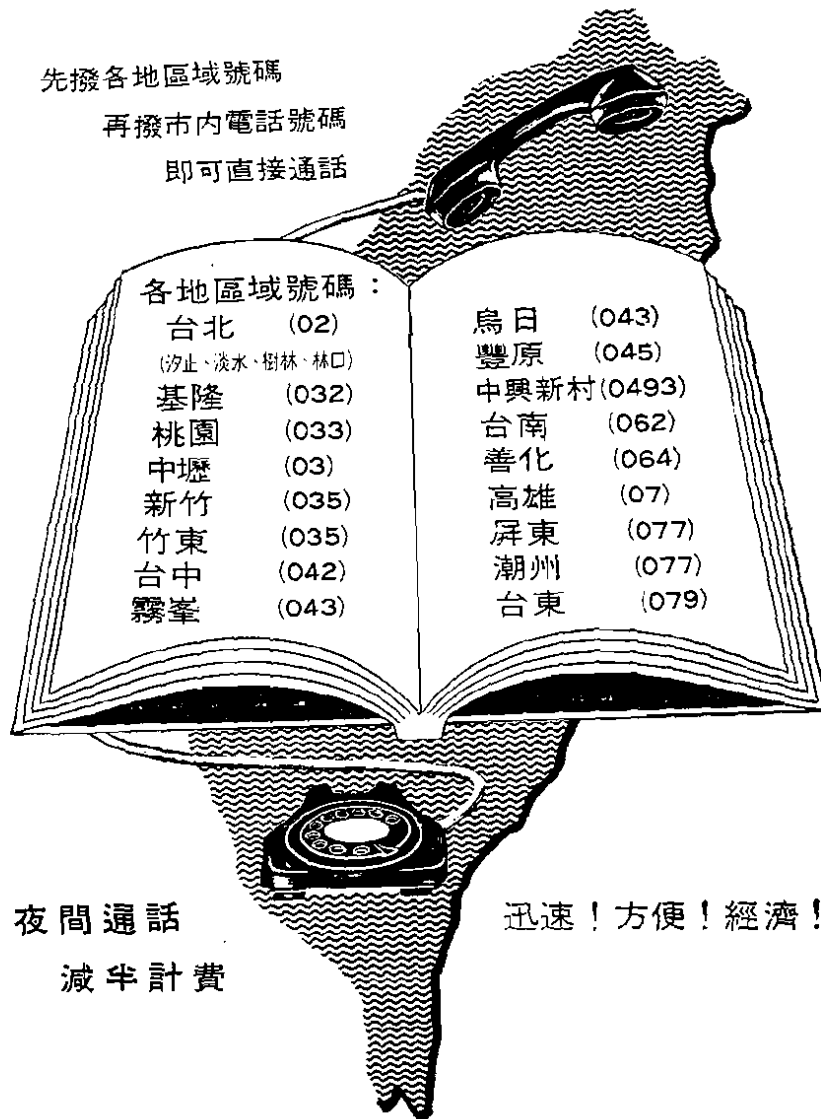 先撥各地區域號碼
再撥市内電話號碼
即可直接通話
各地區域號碼：
台北 (02)
(汐止、淡水、樹林、林口)
基隆 (032)
桃園 (033)
中壢 (03)
新竹 (035)
竹東 (035)
台中 (042)
霧峯 (043)
烏日 (043)
豐原 (045)
中興新村(0493)
台南 (062)
善化 (064)
高雄 (07)
屏東 (077)
潮州 (077)
台東 (079)
夜間通話
減半計費
迅速！方便！經濟！